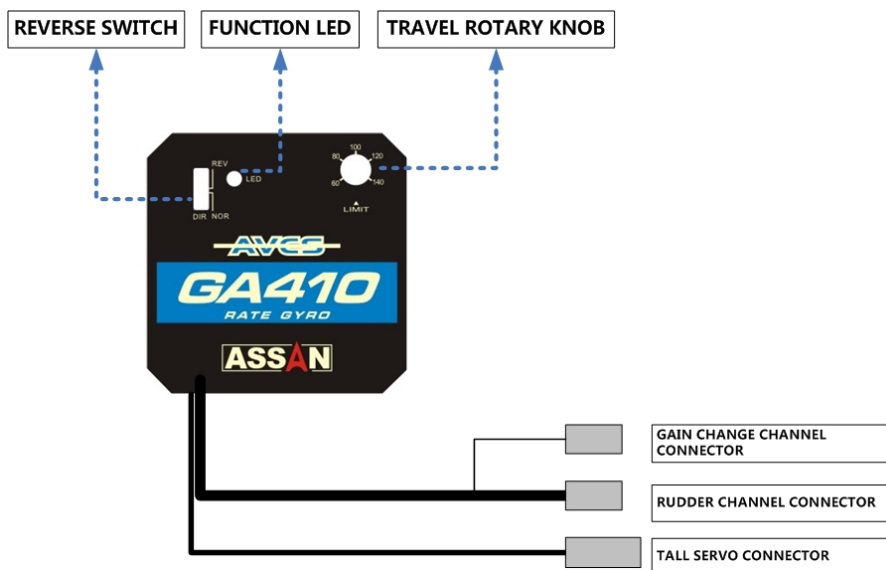 REVERSE SWITCH
FUNCTION LED
TRAVEL ROTARY KNOB
REV
LED
DIR
NOR
60
80
100
120
140
LIMIT
AVCS
GA410
RATE GYRO
ASSAN
GAIN CHANGE CHANNEL
CONNECTOR
RUDDER CHANNEL CONNECTOR
TALL SERVO CONNECTOR